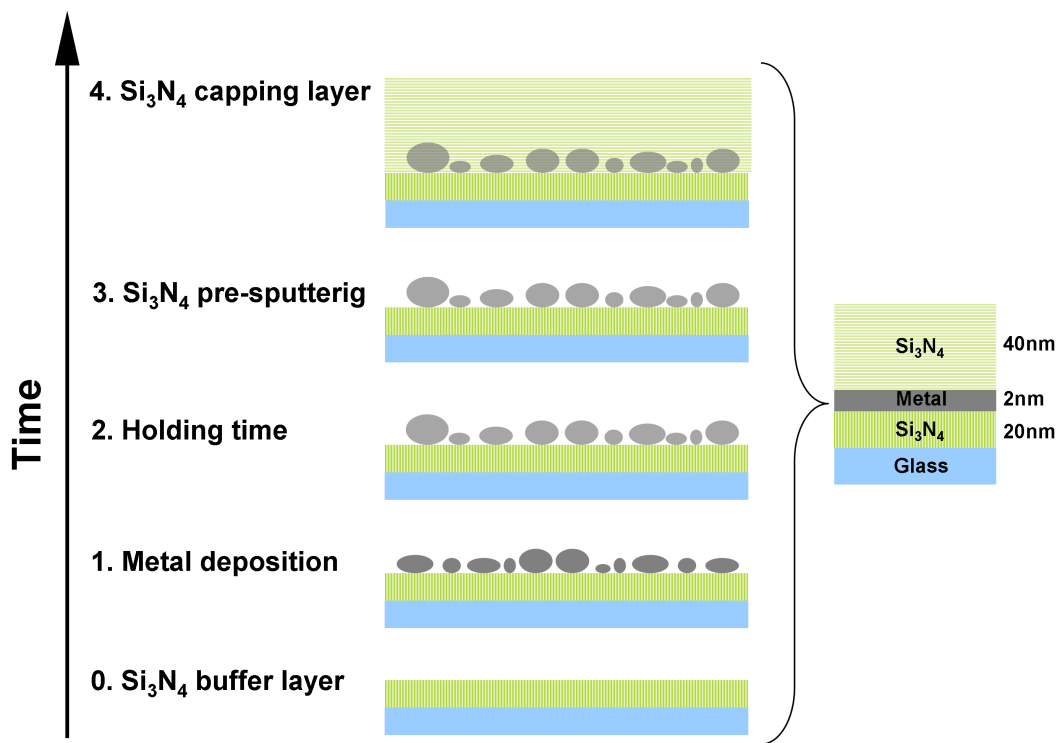 4. Si₃N₄ capping layer
3. Si₃N₄ pre-sputterig
2. Holding time
1. Metal deposition
0. Si₃N₄ buffer layer
Time
Si₃N₄ 40nm
Metal 2nm
Si₃N₄ 20nm
Glass